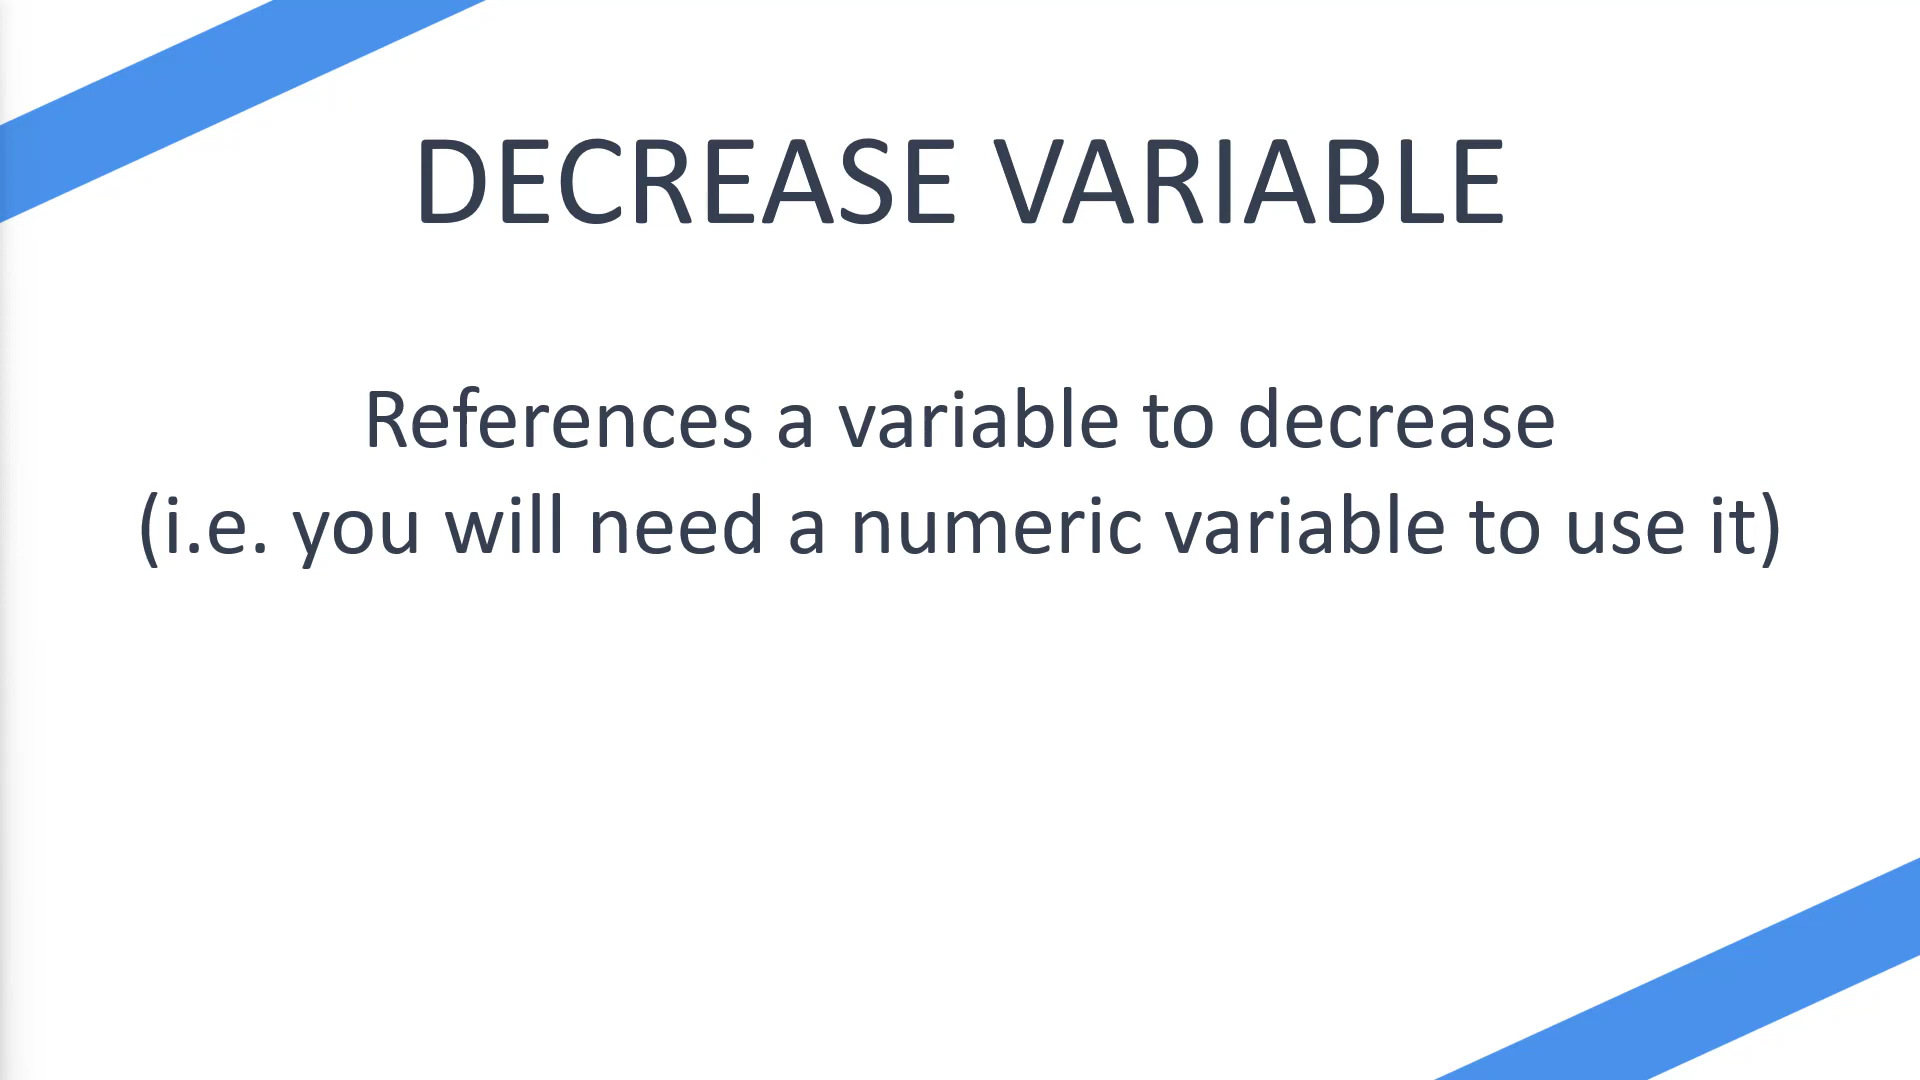 DECREASE VARIABLE
References a variable to decrease
(i.e. you will need a numeric variable to use it)